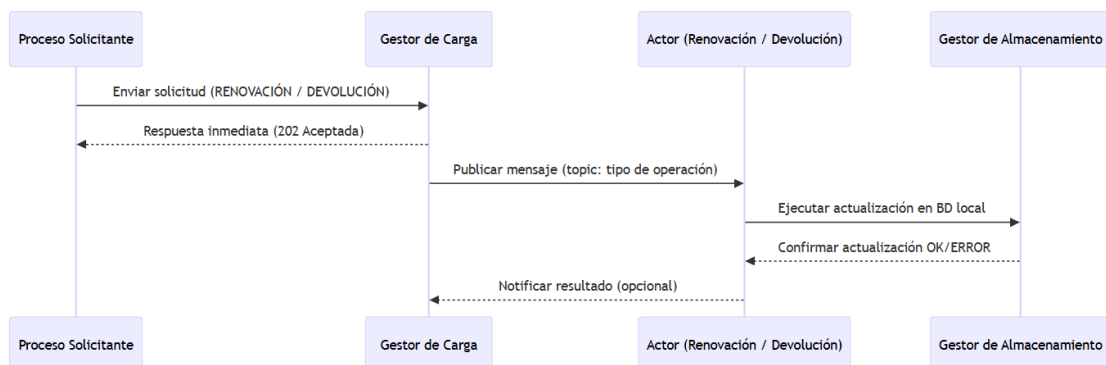 Proceso Solicitante
Gestor de Carga
Actor (Renovación / Devolución)
Gestor de Almacenamiento
Enviar solicitud (RENOVACIÓN / DEVOLUCIÓN)
Respuesta inmediata (202 Aceptada)
Publicar mensaje (topic: tipo de operación)
Ejecutar actualización en BD local
Confirmar actualización OK/ERROR
Notificar resultado (opcional)
Proceso Solicitante
Gestor de Carga
Actor (Renovación / Devolución)
Gestor de Almacenamiento